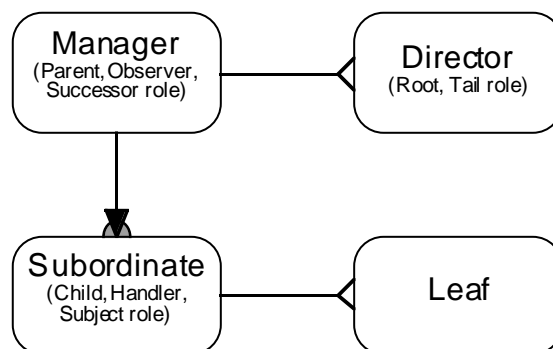 Manager
(Parent, Observer,
Successor role)
Director
(Root, Tail role)
Subordinate
(Child, Handler,
Subject role)
Leaf